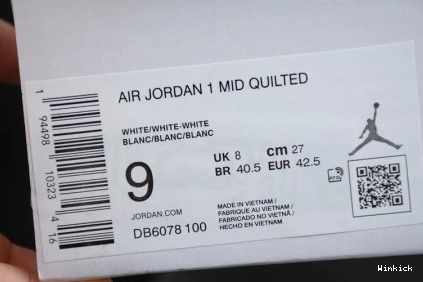 AIR JORDAN 1 MID QUILTED
WHITE/WHITE-WHITE
BLANC/BLANC/BLANC
9
UK 8
cm 27
BR 40.5
EUR 42.5
JORDAN.COM
DB6078 100
MADE IN VIETNAM /
FABRIQUÉ AU VIETNAM /
FABRICADO NO VIETNÃ /
HECHO EN VIETNAM
1 94498 10323 4 16
Winkick